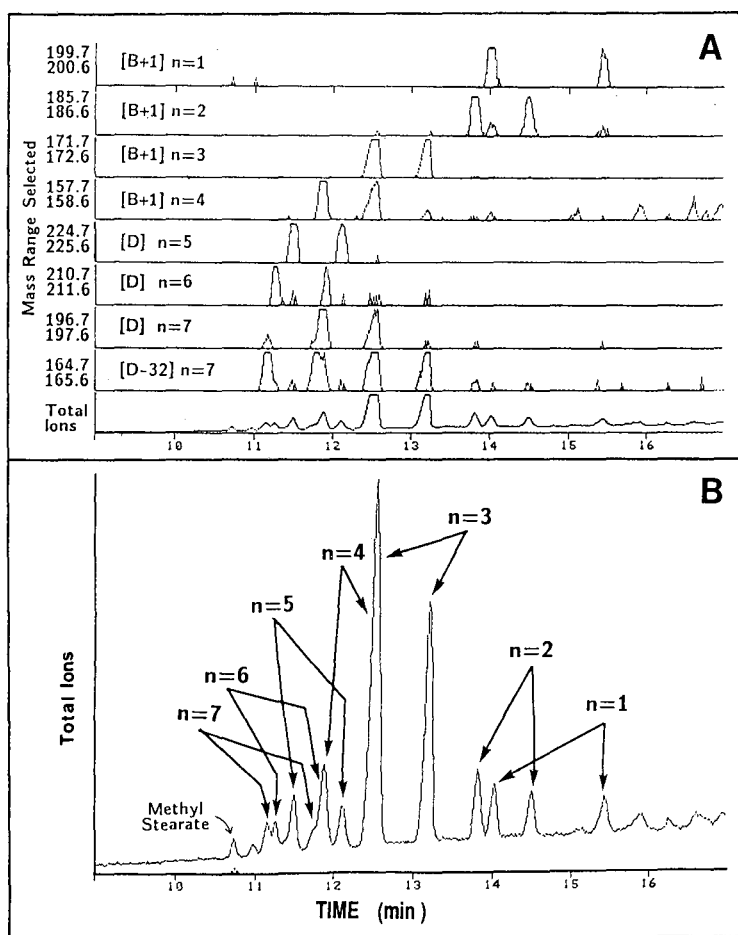 A
199.7
200.6
[B+1] n=1
185.7
186.6
[B+1] n=2
171.7
172.6
[B+1] n=3
157.7
158.6
[B+1] n=4
224.7
225.6
[D] n=5
210.7
211.6
[D] n=6
196.7
197.6
[D] n=7
164.7
165.6
[D-32] n=7
Total
Ions
Mass Range Selected
10 11 12 13 14 15 16
B
n=3
n=4
n=5
n=2
n=6
n=1
n=7
Methyl
Stearate
Total Ions
10 11 12 13 14 15 16
TIME (min)